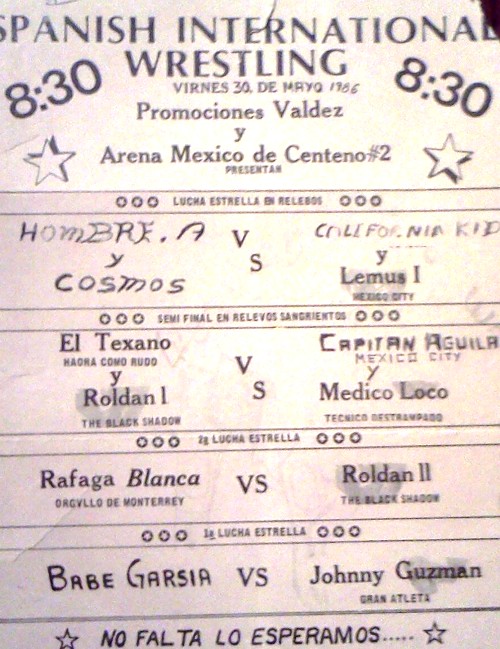 SPANISH INTERNATIONAL
WRESTLING
8:30 8:30
VIRNES 30. DE MAYO 1986
Promociones Valdez
y
Arena Mexico de Centeno#2
PRESENTAN
LUCHA ESTRELLA EN RELEBOS
HOMBRE. A V CALIFORNIA KID
y S y
COSMOS Lemus I
MEXICO CITY
SEMI FINAL EN RELEVOS SANGRIENTOS
El Texano CAPITAN AGUILA
HAORA COMO RUDO V MEXICO CITY
y S y
Roldan l Medico Loco
THE BLACK SHADOW TECNICO DESTRAMPADO
2a LUCHA ESTRELLA
Rafaga Blanca VS Roldan ll
ORGVLLO DE MONTERREY THE BLACK SHADOW
1a LUCHA ESTRELLA
BABE GARSIA VS Johnny Guzman
GRAN ATLETA
NO FALTA LO ESPERAMOS.....